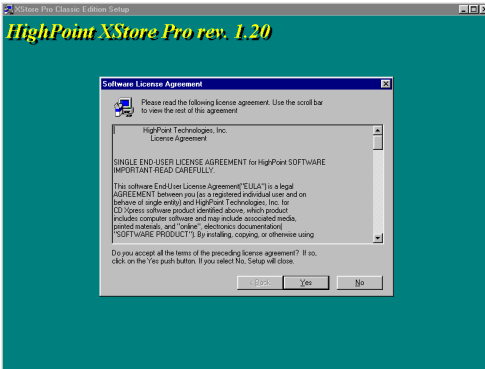 XStore Pro Classic Edition Setup
HighPoint XStore Pro rev. 1.20
Software License Agreement
Please read the following license agreement. Use the scroll bar
to view the rest of this agreement
HighPoint Technologies, Inc.
License Agreement
SINGLE END-USER LICENSE AGREEMENT for HighPoint SOFTWARE
IMPORTANT-READ CAREFULLY.
This software End-User License Agreement("EULA") is a legal
AGREEMENT between you (as a registered individual user and on
behave of single entity) and HighPoint Technologies, Inc. for
CD Xpress software product identified above, which product
includes computer software and may include associated media,
printed materials, and "online", electronics documentation(
"SOFTWARE PRODUCT"). By installing, copying, or otherwise using
Do you accept all the terms of the preceding license agreement? If so,
click on the Yes push button. If you select No, Setup will close.
< Back
Yes
No